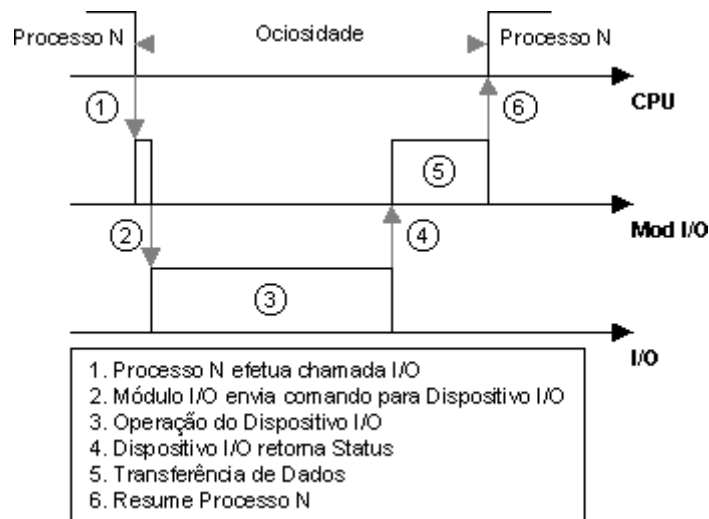 Processo N
Ociosidade
Processo N
CPU
1
6
5
Mod I/O
2
4
3
I/O
1. Processo N efetua chamada I/O
2. Módulo I/O envia comando para Dispositivo I/O
3. Operação do Dispositivo I/O
4. Dispositivo I/O retorna Status
5. Transferência de Dados
6. Resume Processo N